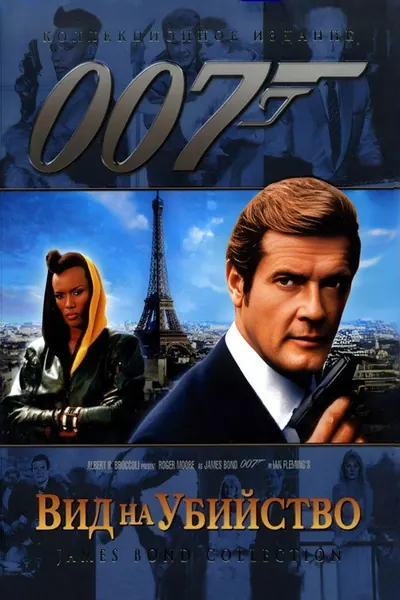 КОЛЛЕКЦИОННОЕ ИЗДАНИЕ
007
ALBERT R. BROCCOLI PRESENTS ROGER MOORE AS JAMES BOND 007 IN IAN FLEMING'S
ВИД НА УБИЙСТВО
JAMES BOND COLLECTION